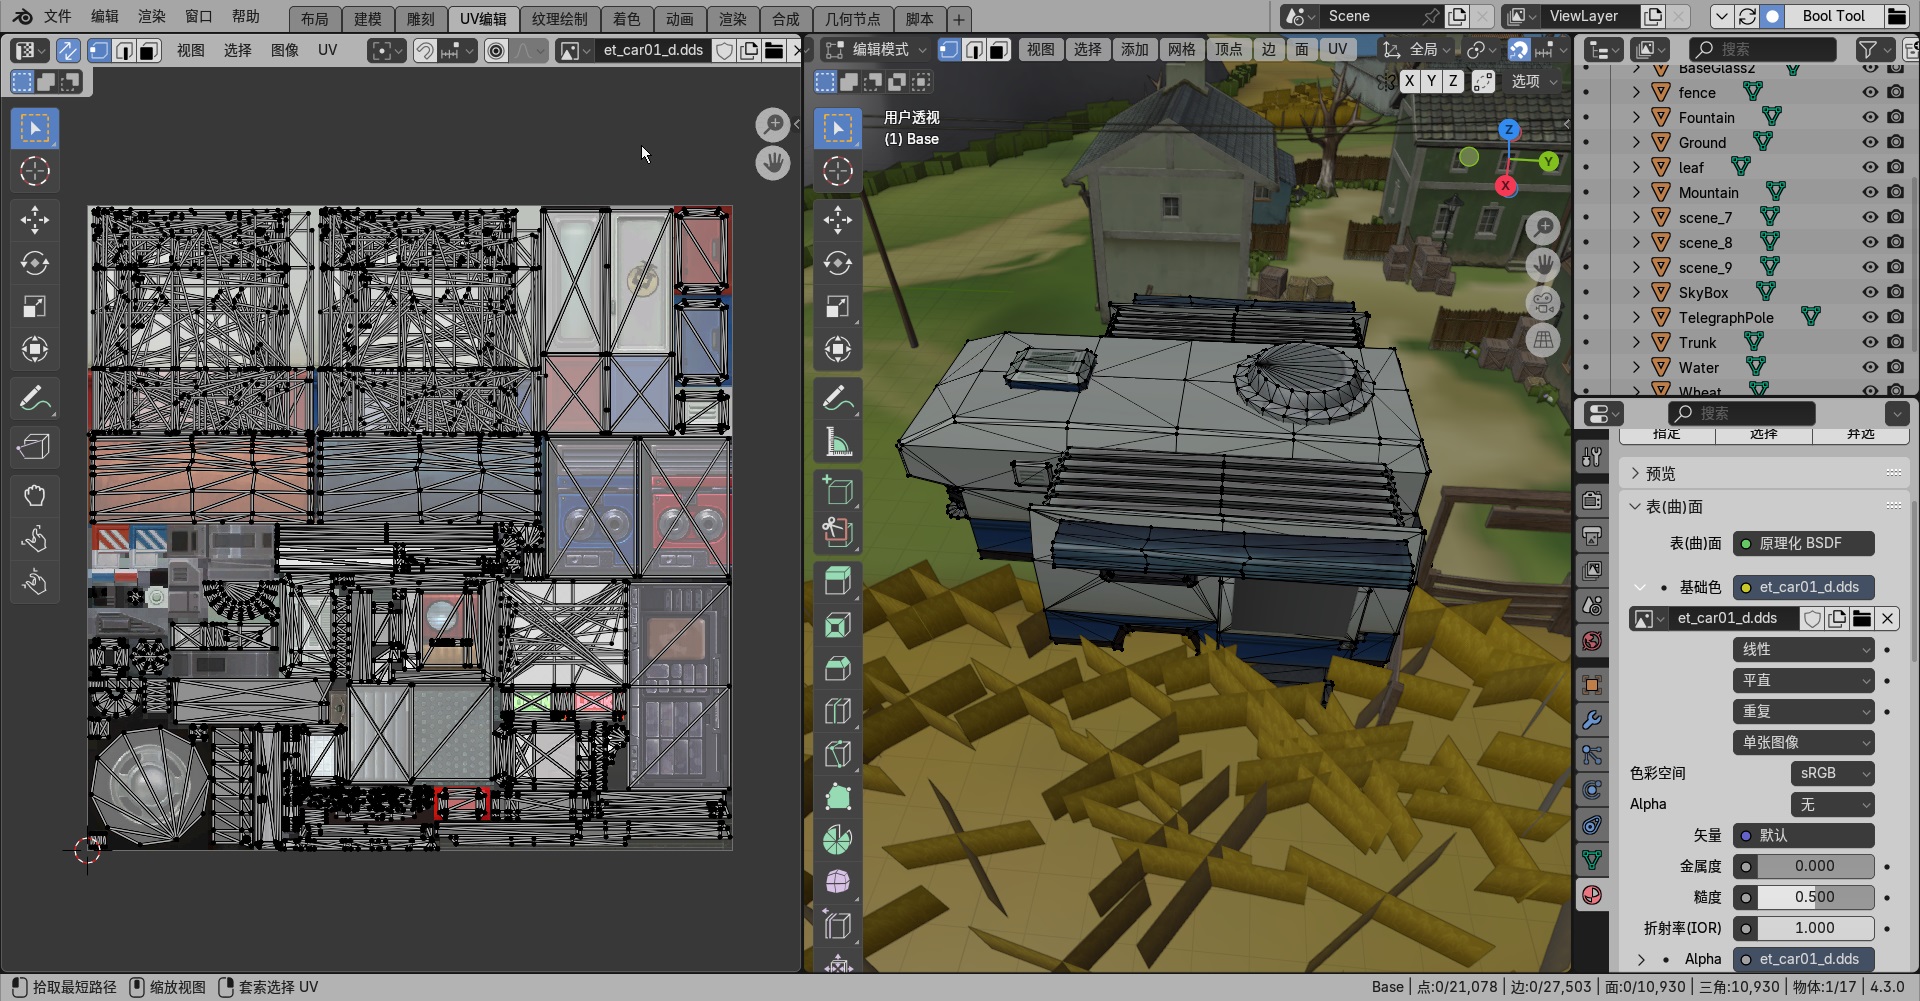 文件 编辑 渲染 窗口 帮助 布局 建模 雕刻 UV编辑 纹理绘制 着色 动画 渲染 合成 几何节点 脚本 + Scene ViewLayer Bool Tool
视图 选择 图像 UV et_car01_d.dds
编辑模式 视图 选择 添加 网格 顶点 边 面 UV 全局
X Y Z 选项
用户透视
(1) Base
Z
Y
X
搜索
BaseGlass2
fence
Fountain
Ground
leaf
Mountain
scene_7
scene_8
scene_9
SkyBox
TelegraphPole
Trunk
Water
Wheat
搜索
指定 选择 弃选
预览
表(曲)面
表(曲)面 原理化 BSDF
基础色 et_car01_d.dds
et_car01_d.dds
线性
平直
重复
单张图像
色彩空间 sRGB
Alpha 无
矢量 默认
金属度 0.000
糙度 0.500
折射率(IOR) 1.000
Alpha et_car01_d.dds
拾取最短路径 缩放视图 套索选择 UV
Base | 点:0/21,078 | 边:0/27,503 | 面:0/10,930 | 三角:10,930 | 物体:1/17 | 4.3.0